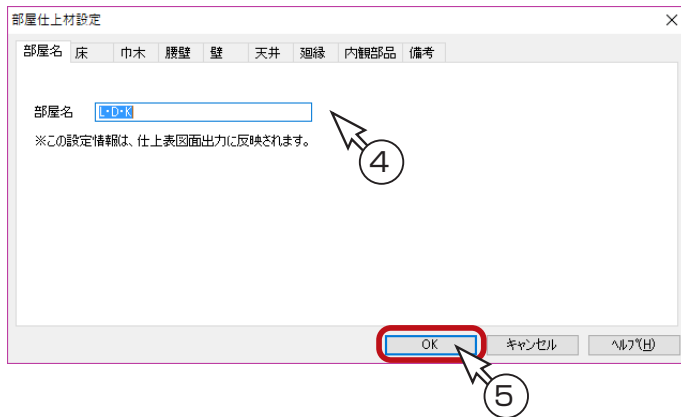 部屋仕上材設定
部屋名 床 巾木 腰壁 壁 天井 廻縁 内観部品 備考
部屋名 L・D・K
※この設定情報は、仕上表図面出力に反映されます。
④
OK キャンセル ヘルプ(H)
⑤